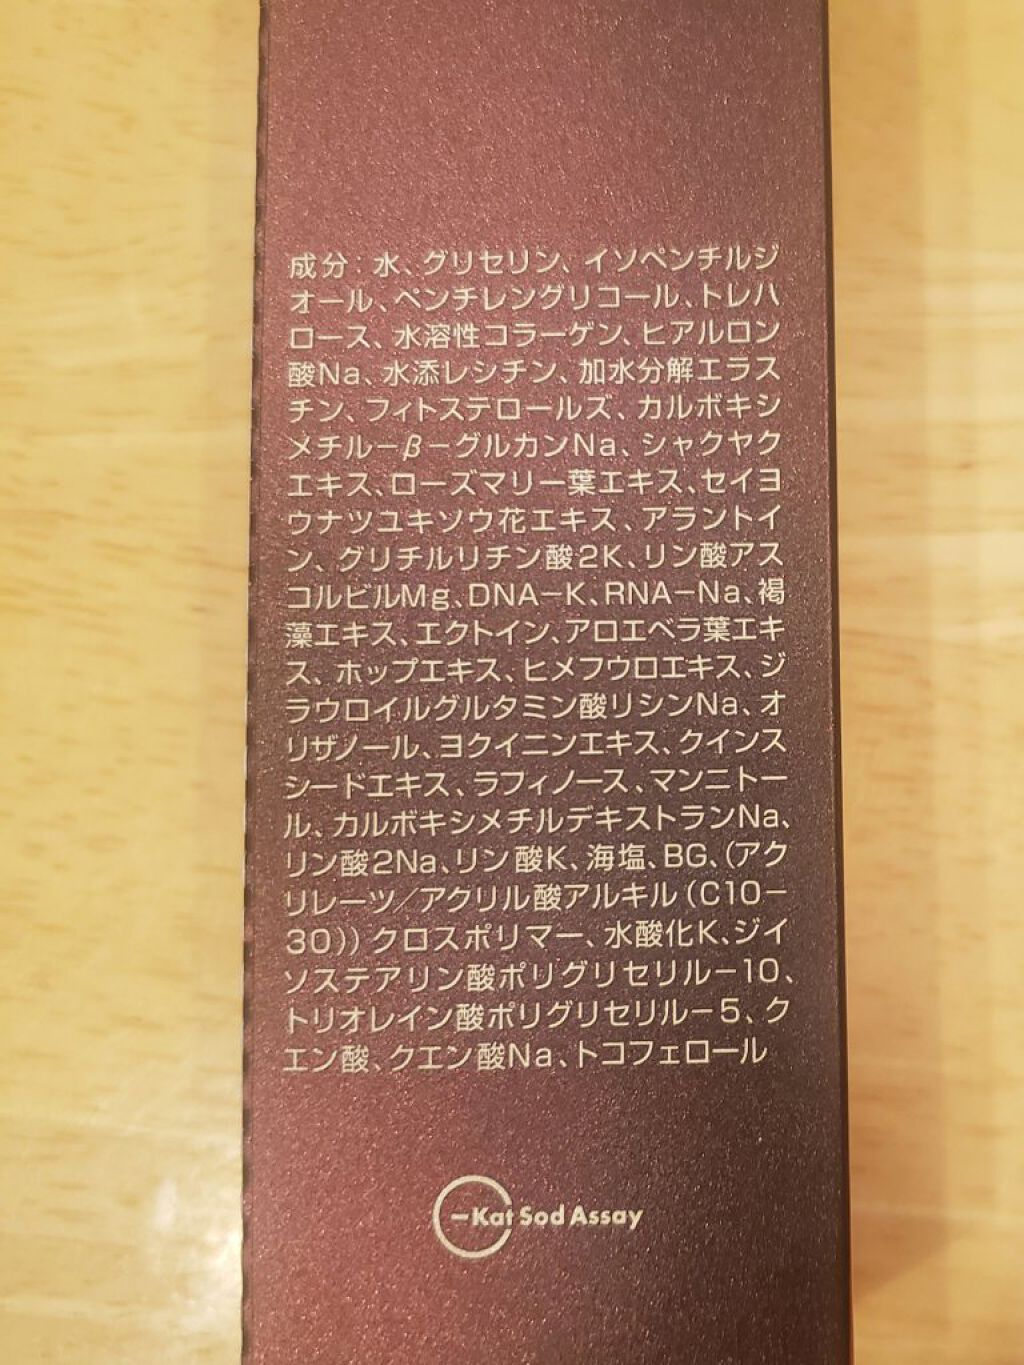 成分：水、グリセリン、イソペンチルジ
オール、ペンチレングリコール、トレハ
ロース、水溶性コラーゲン、ヒアルロン
酸Na、水添レシチン、加水分解エラス
チン、フィトステロールズ、カルボキシ
メチルーβーグルカンNa、シャクヤク
エキス、ローズマリー葉エキス、セイヨ
ウナツユキソウ花エキス、アラントイ
ン、グリチルリチン酸2K、リン酸アス
コルビルMg、DNA－K、RNA－Na、褐
藻エキス、エクトイン、アロエベラ葉エキ
ス、ホップエキス、ヒメフウロエキス、ジ
ラウロイルグルタミン酸リシンNa、オ
リザノール、ヨクイニンエキス、クインス
シードエキス、ラフィノース、マンニトー
ル、カルボキシメチルデキストランNa、
リン酸2Na、リン酸K、海塩、BG、（アク
リレーツ／アクリル酸アルキル（C10－
30））クロスポリマー、水酸化K、ジイ
ソステアリン酸ポリグリセリル－10、
トリオレイン酸ポリグリセリル－5、ク
エン酸、クエン酸Na、トコフェロール
－Kat Sod Assay